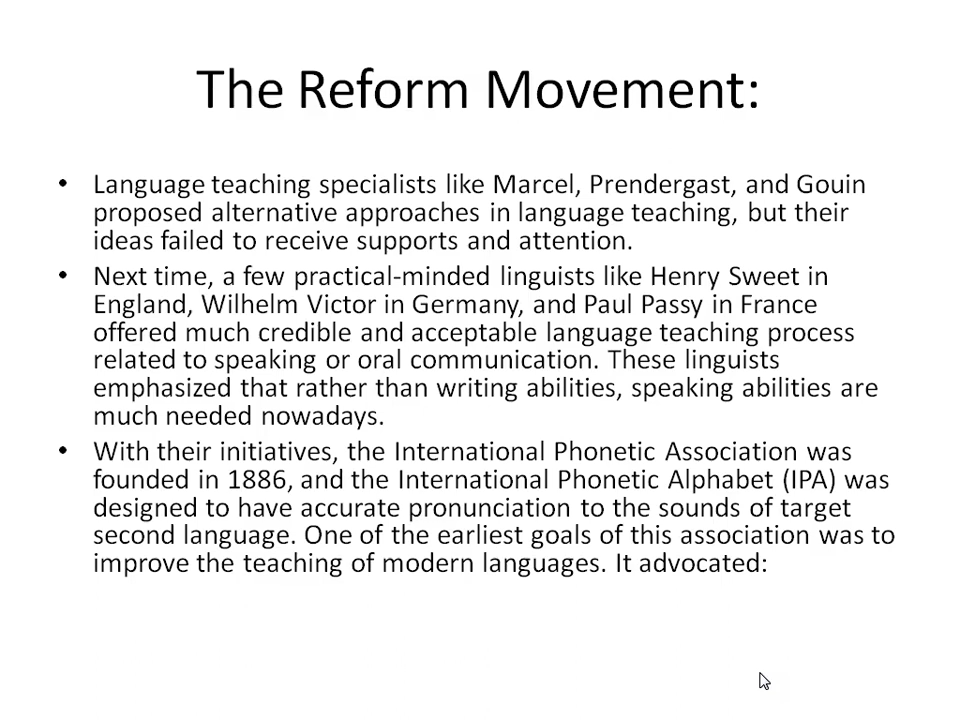 The Reform Movement:
• Language teaching specialists like Marcel, Prendergast, and Gouin
proposed alternative approaches in language teaching, but their
ideas failed to receive supports and attention.
• Next time, a few practical-minded linguists like Henry Sweet in
England, Wilhelm Victor in Germany, and Paul Passy in France
offered much credible and acceptable language teaching process
related to speaking or oral communication. These linguists
emphasized that rather than writing abilities, speaking abilities are
much needed nowadays.
• With their initiatives, the International Phonetic Association was
founded in 1886, and the International Phonetic Alphabet (IPA) was
designed to have accurate pronunciation to the sounds of target
second language. One of the earliest goals of this association was to
improve the teaching of modern languages. It advocated: